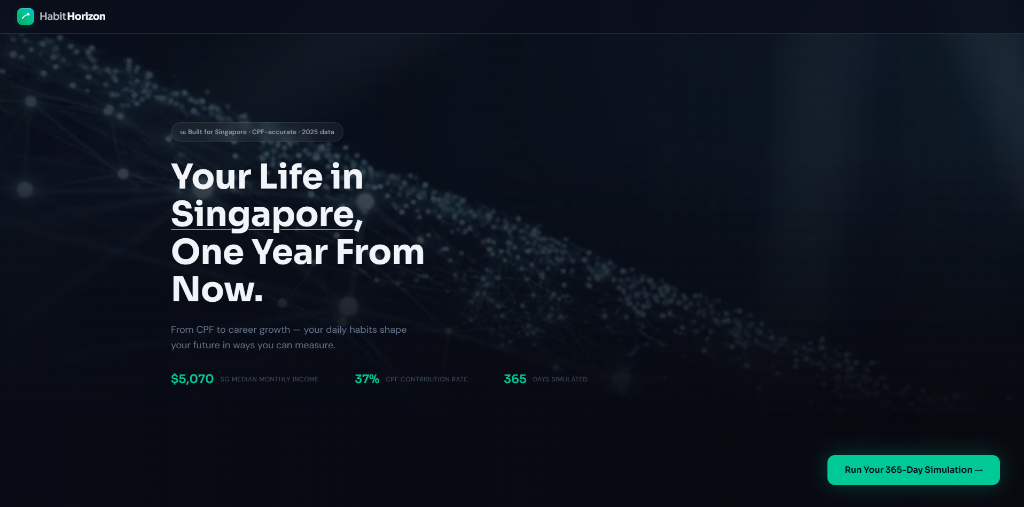 HabitHorizon
SG Built for Singapore · CPF-accurate · 2025 data
Your Life in
Singapore,
One Year From
Now.
From CPF to career growth — your daily habits shape
your future in ways you can measure.
$5,070 SG MEDIAN MONTHLY INCOME 37% CPF CONTRIBUTION RATE 365 DAYS SIMULATED
Run Your 365-Day Simulation →